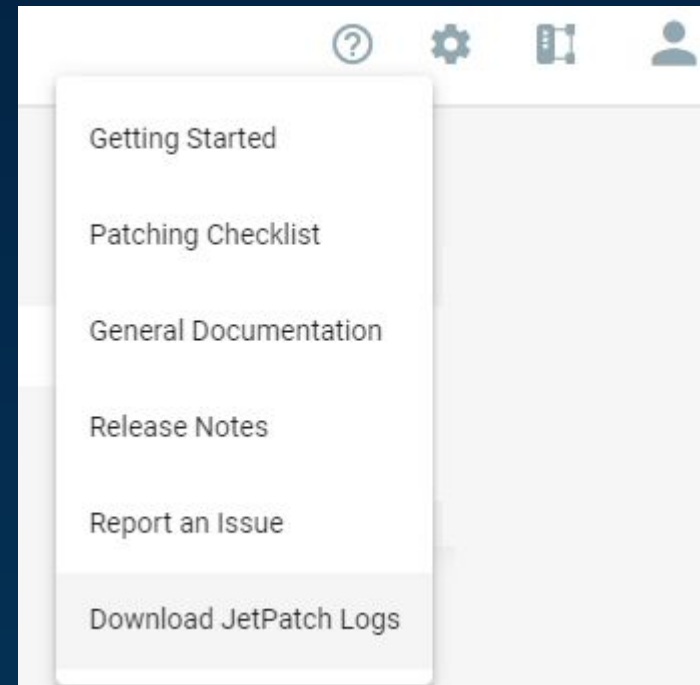 Getting Started
Patching Checklist
General Documentation
Release Notes
Report an Issue
Download JetPatch Logs